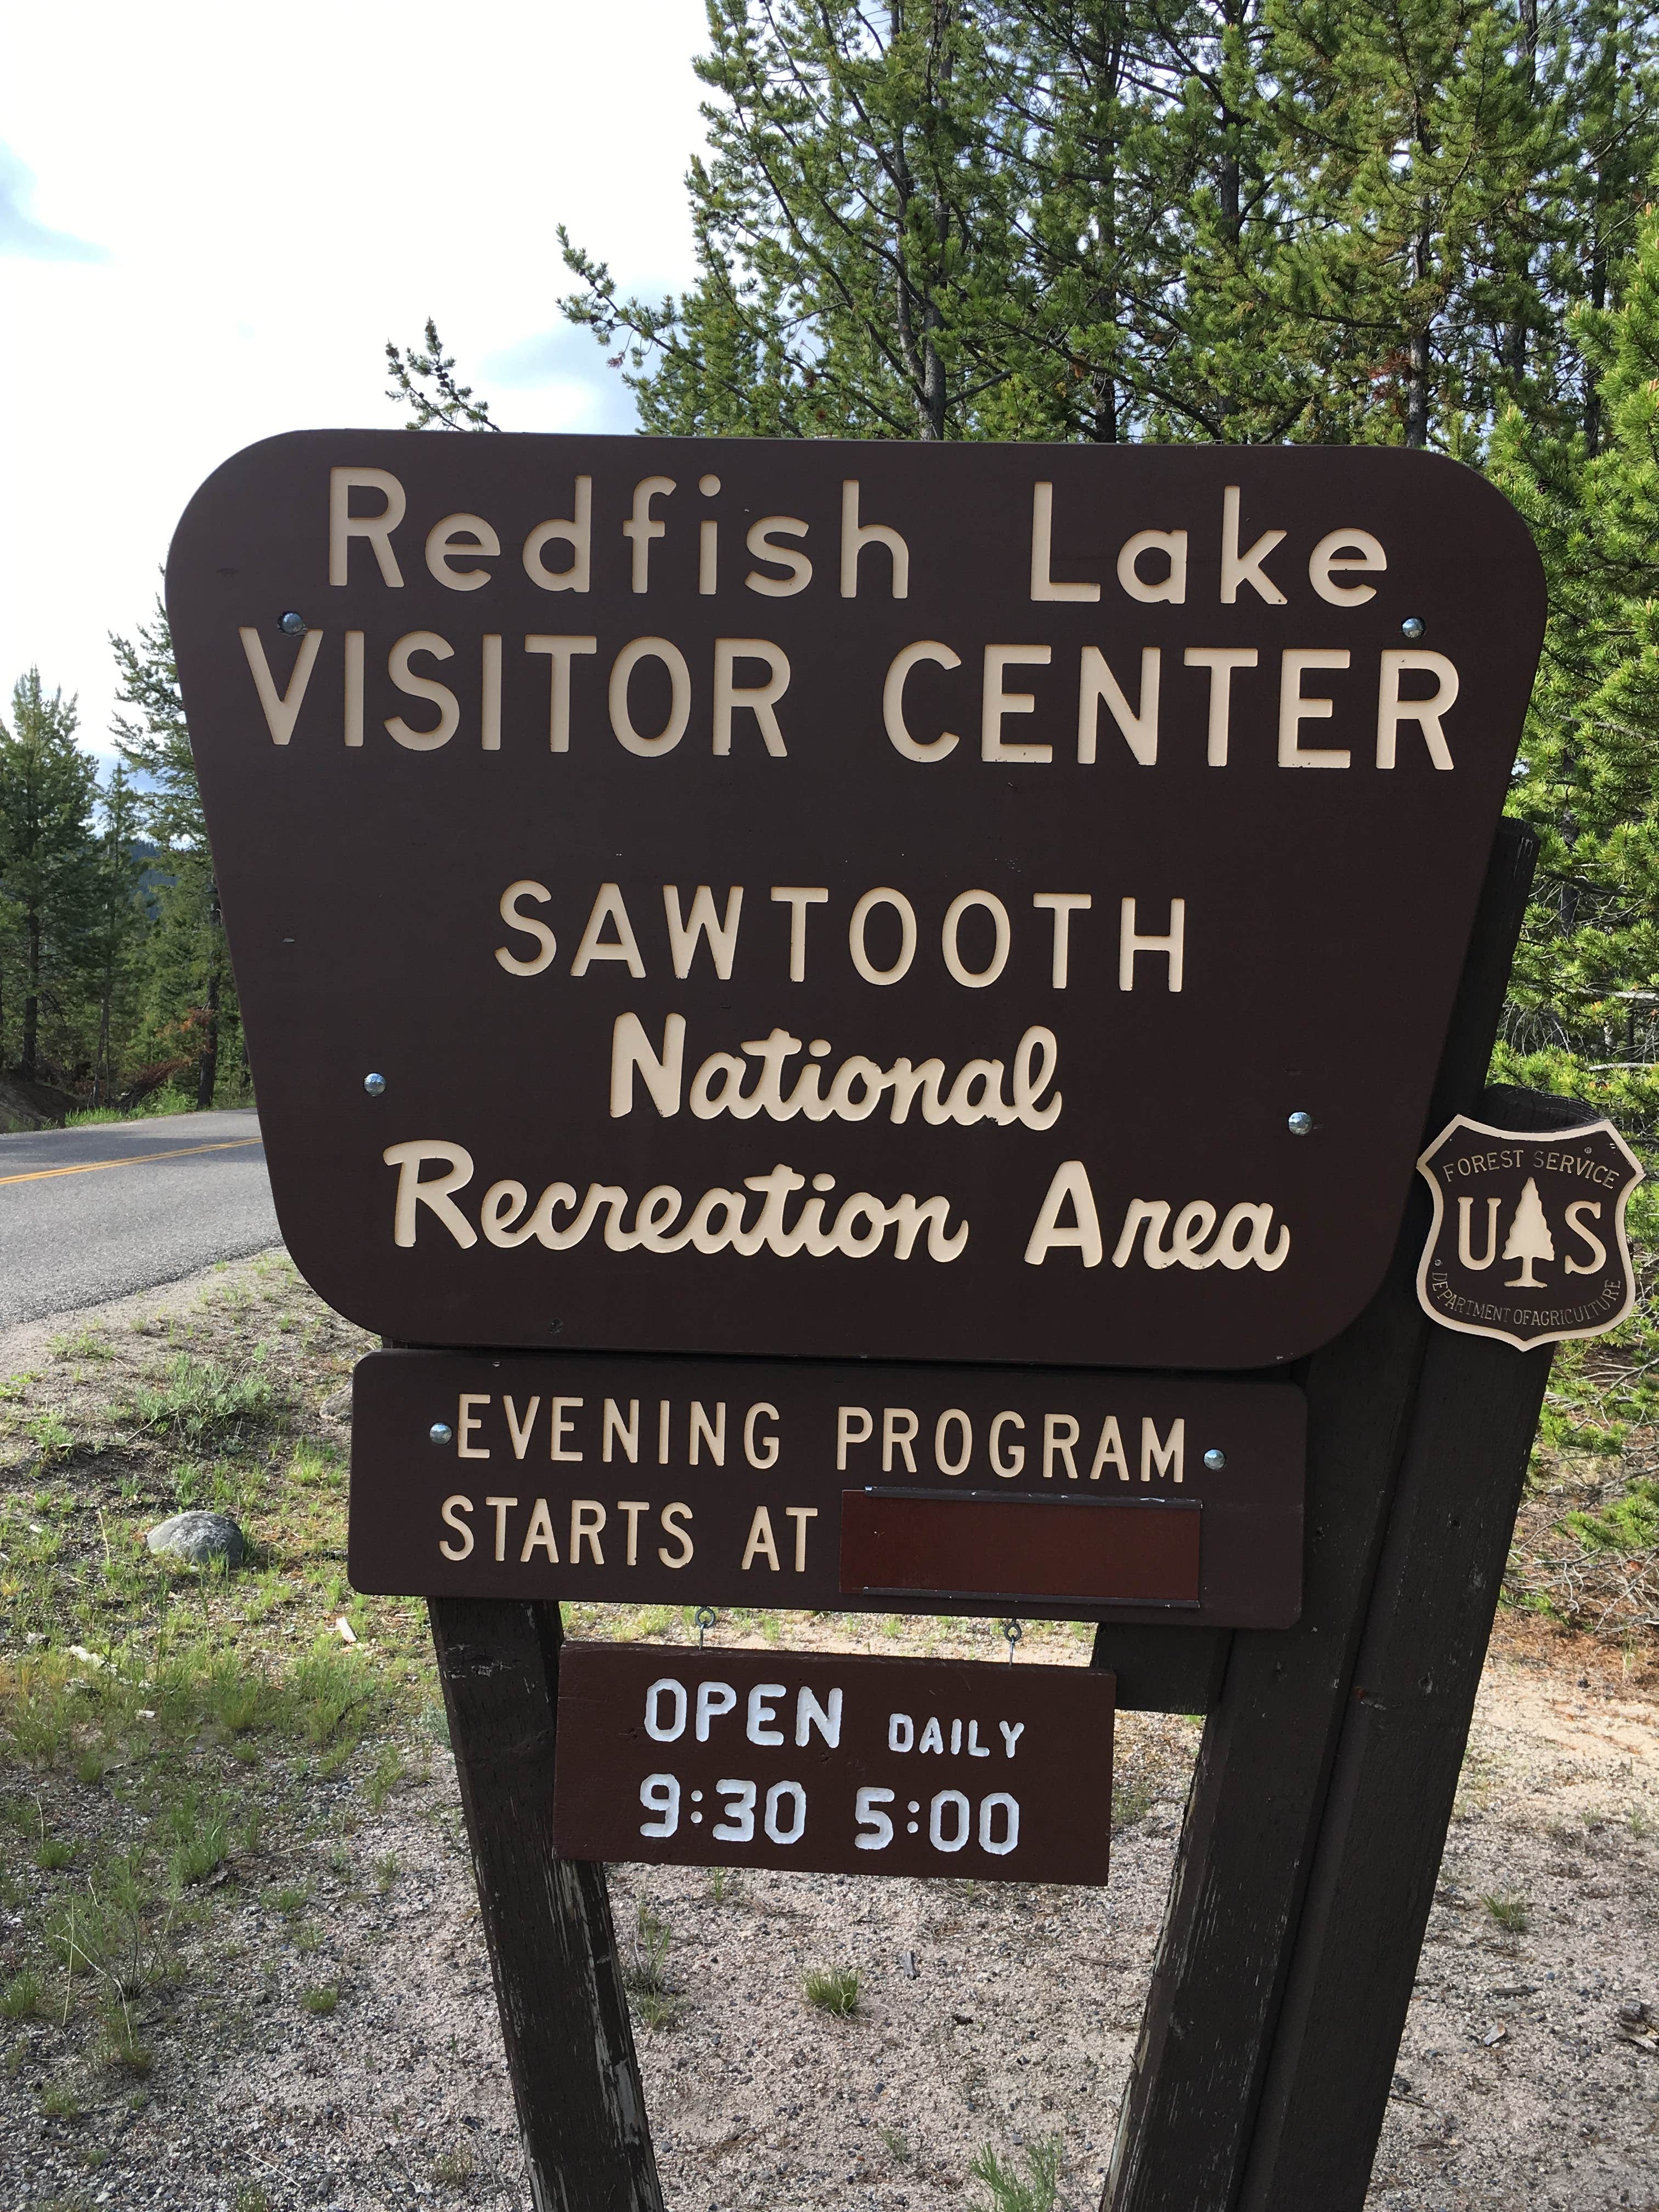 Redfish Lake
VISITOR CENTER
SAWTOOTH
National
Recreation Area
FOREST SERVICE
U S
DEPARTMENT OF AGRICULTURE
EVENING PROGRAM
STARTS AT
OPEN DAILY
9:30 5:00